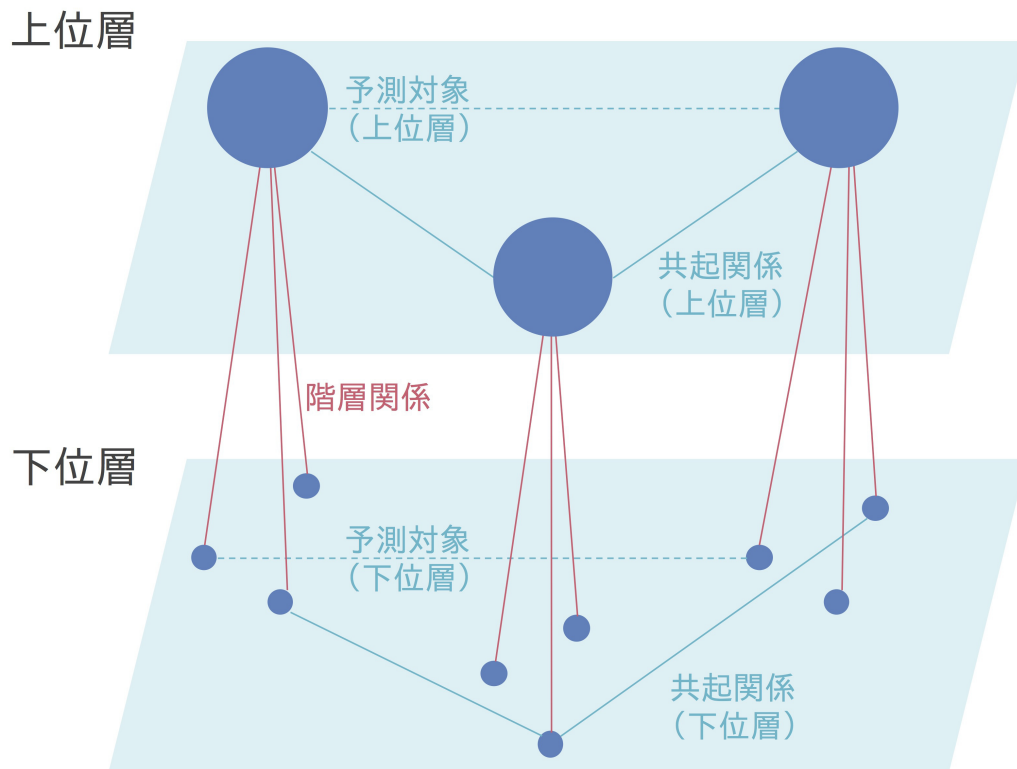 上位層
予測対象
（上位層）
共起関係
（上位層）
階層関係
下位層
予測対象
（下位層）
共起関係
（下位層）